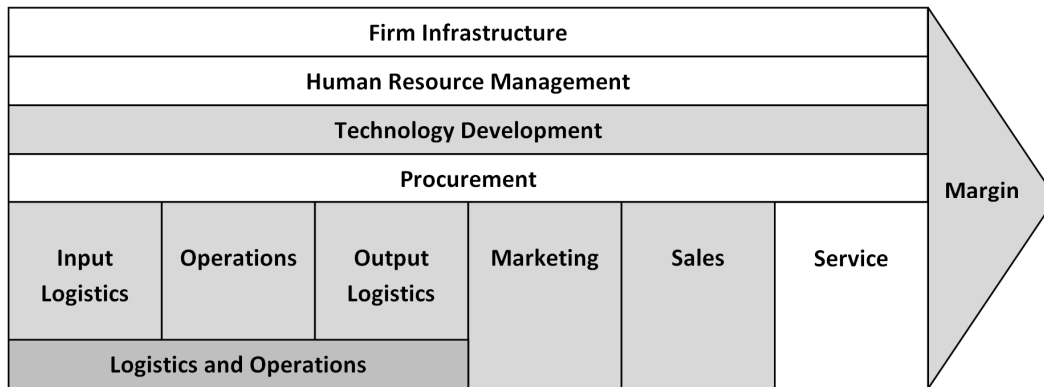 Firm Infrastructure
Human Resource Management
Technology Development
Procurement
Margin
Input
Logistics
Operations
Output
Logistics
Marketing
Sales
Service
Logistics and Operations